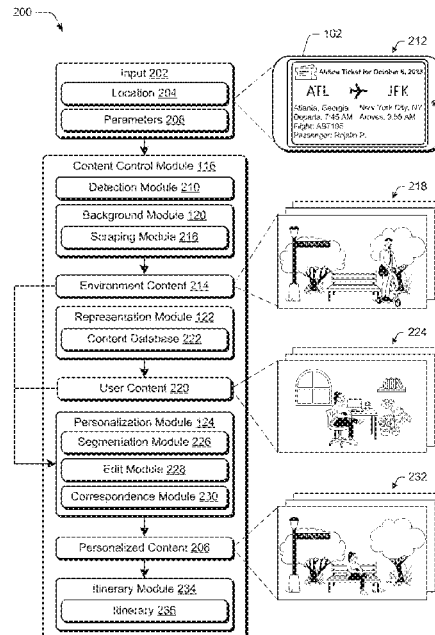 200
102
212
Input 202
Location 204
Parameters 208
Airline Ticket for October 6, 2023
ATL JFK
Atlanta, Georgia New York City, NY
Departs: 7:45 AM Arrives: 9:55 AM
Flight:
Passenger: Rojain P.
Content Control Module 116
Detection Module 210
Background Module 120
Scraping Module 216
218
Environment Content 214
Representation Module 122
Content Database 222
224
User Content 220
Personalization Module 124
Segmentation Module 226
Edit Module 228
Correspondence Module 230
232
Personalized Content 206
Itinerary Module 234
Itinerary 236